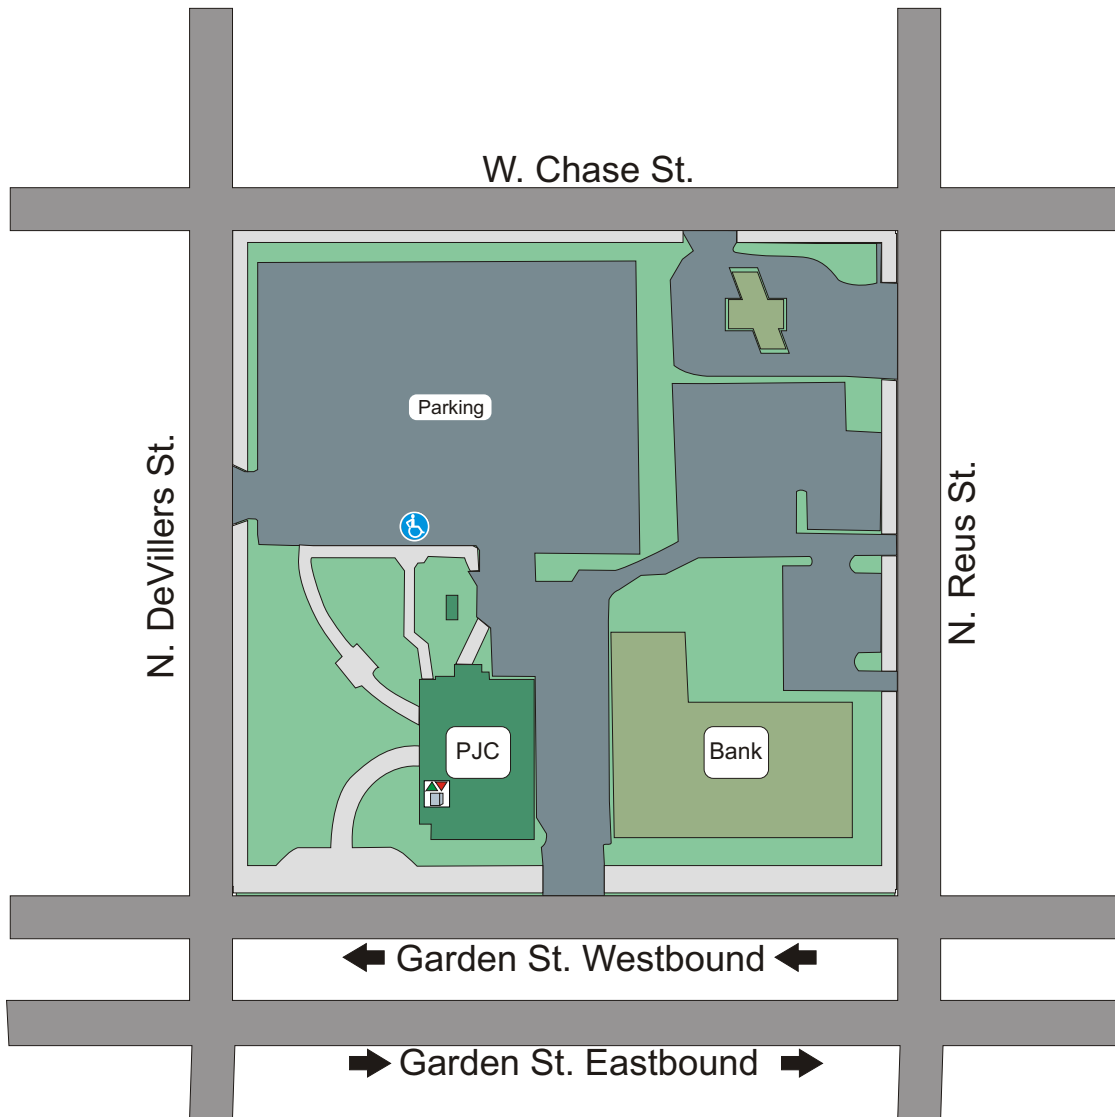 W. Chase St.
Parking
N. DeVillers St.
N. Reus St.
PJC
Bank
Garden St. Westbound
Garden St. Eastbound